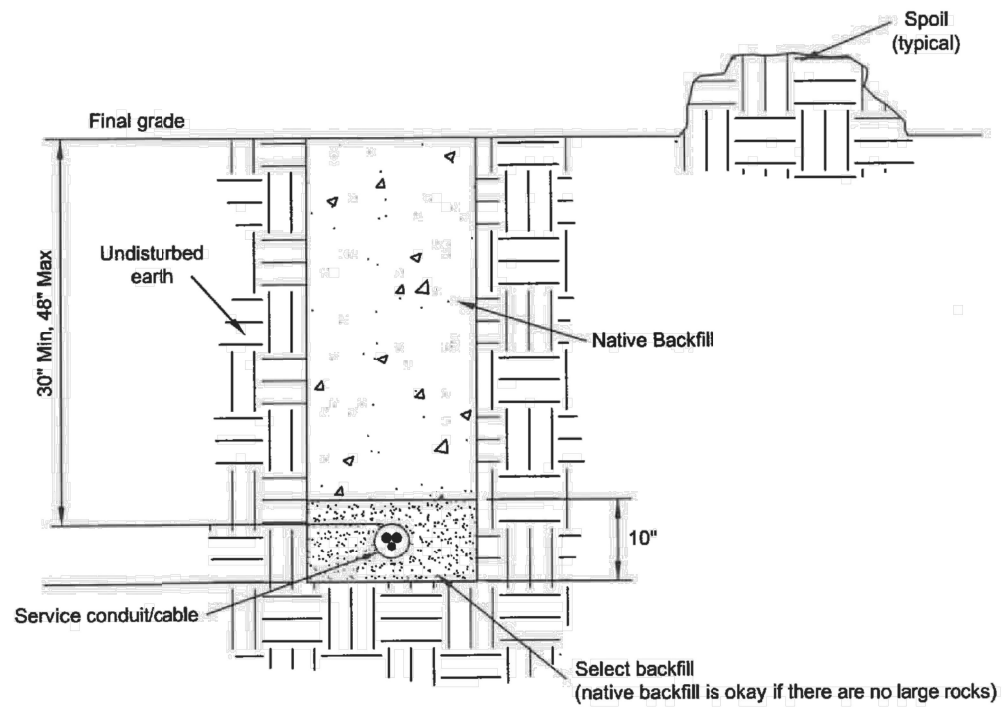 Spoil
(typical)
Final grade
Undisturbed
earth
30" Min, 48" Max
Native Backfill
10"
Service conduit/cable
Select backfill
(native backfill is okay if there are no large rocks)